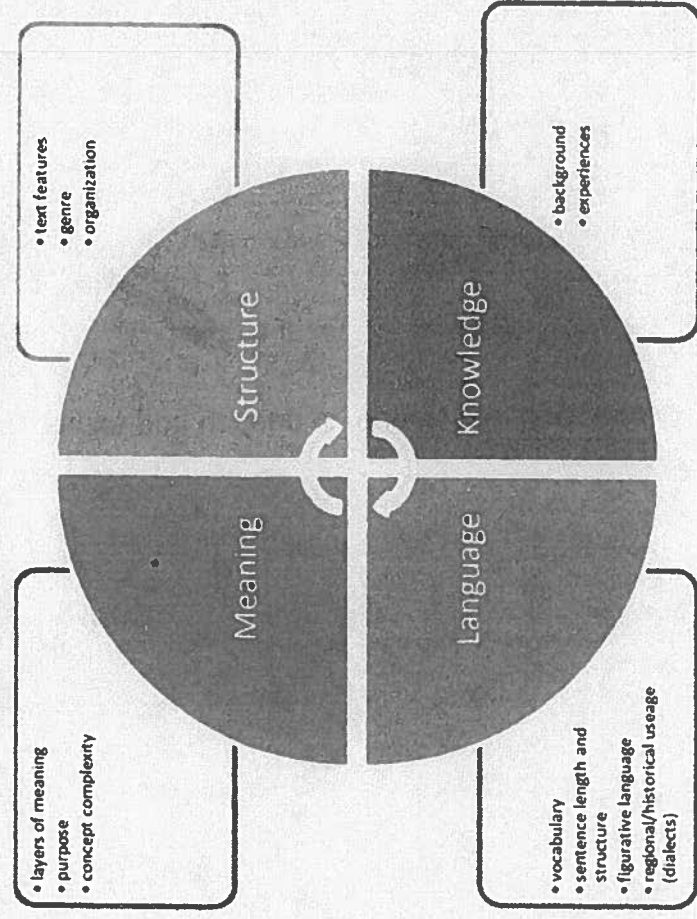 • layers of meaning
• purpose
• concept complexity
Meaning
• text features
• genre
• organization
Structure
• vocabulary
• sentence length and
structure
• figurative language
• regional/historical useage
(dialects)
Language
• background
• experiences
Knowledge